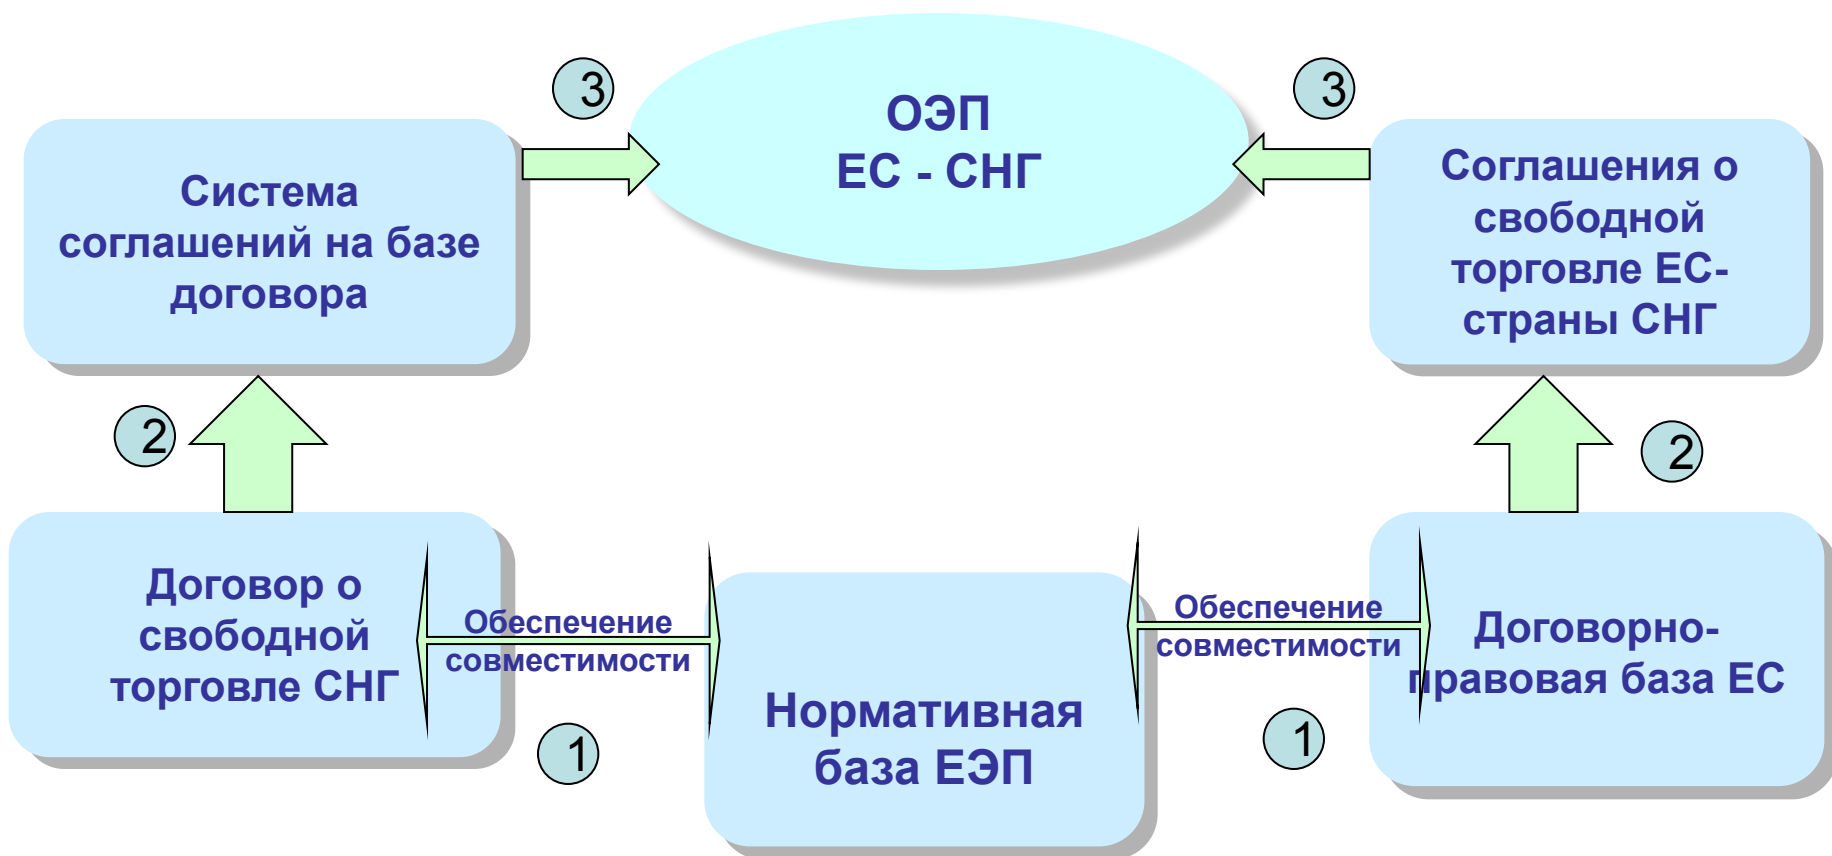 3
ОЭП
ЕС - СНГ
3
Система
соглашений на базе
договора
Соглашения о
свободной
торговле ЕС-
страны СНГ
2
2
Договор о
свободной
торговле СНГ
Обеспечение
совместимости
1
Нормативная
база ЕЭП
Обеспечение
совместимости
1
Договорно-
правовая база ЕС